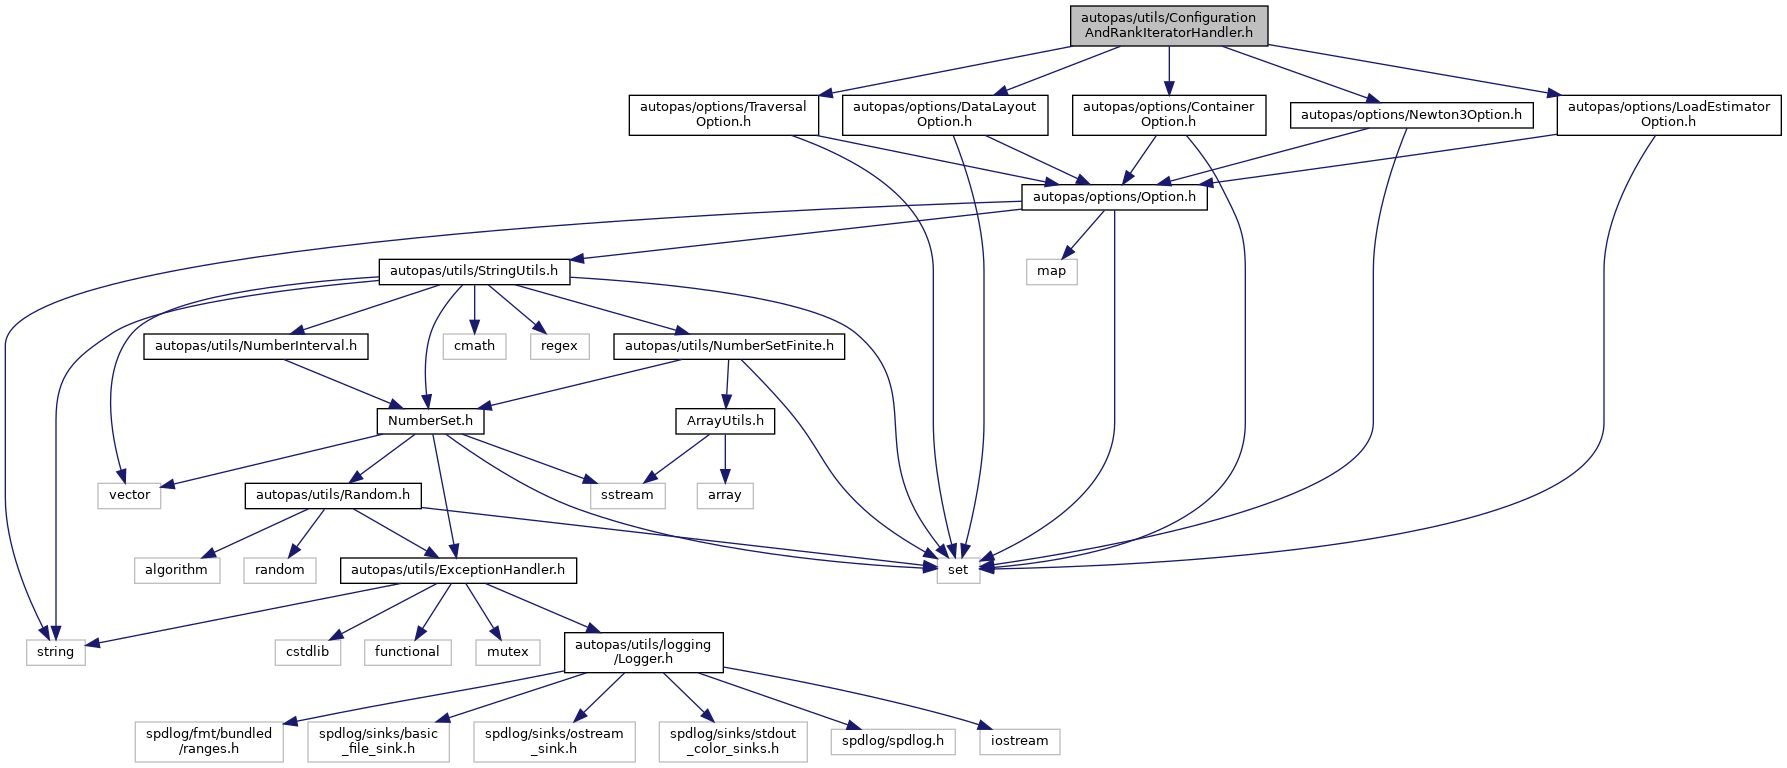 autopas/utils/Configuration
AndRankIteratorHandler.h
autopas/options/Traversal
Option.h
autopas/options/DataLayout
Option.h
autopas/options/Container
Option.h
autopas/options/Newton3Option.h
autopas/options/LoadEstimator
Option.h
autopas/options/Option.h
autopas/utils/StringUtils.h
map
autopas/utils/NumberInterval.h
cmath
regex
autopas/utils/NumberSetFinite.h
NumberSet.h
ArrayUtils.h
vector
autopas/utils/Random.h
sstream
array
algorithm
random
autopas/utils/ExceptionHandler.h
set
string
cstdlib
functional
mutex
autopas/utils/logging
/Logger.h
spdlog/fmt/bundled
/ranges.h
spdlog/sinks/basic
_file_sink.h
spdlog/sinks/ostream
_sink.h
spdlog/sinks/stdout
_color_sinks.h
spdlog/spdlog.h
iostream